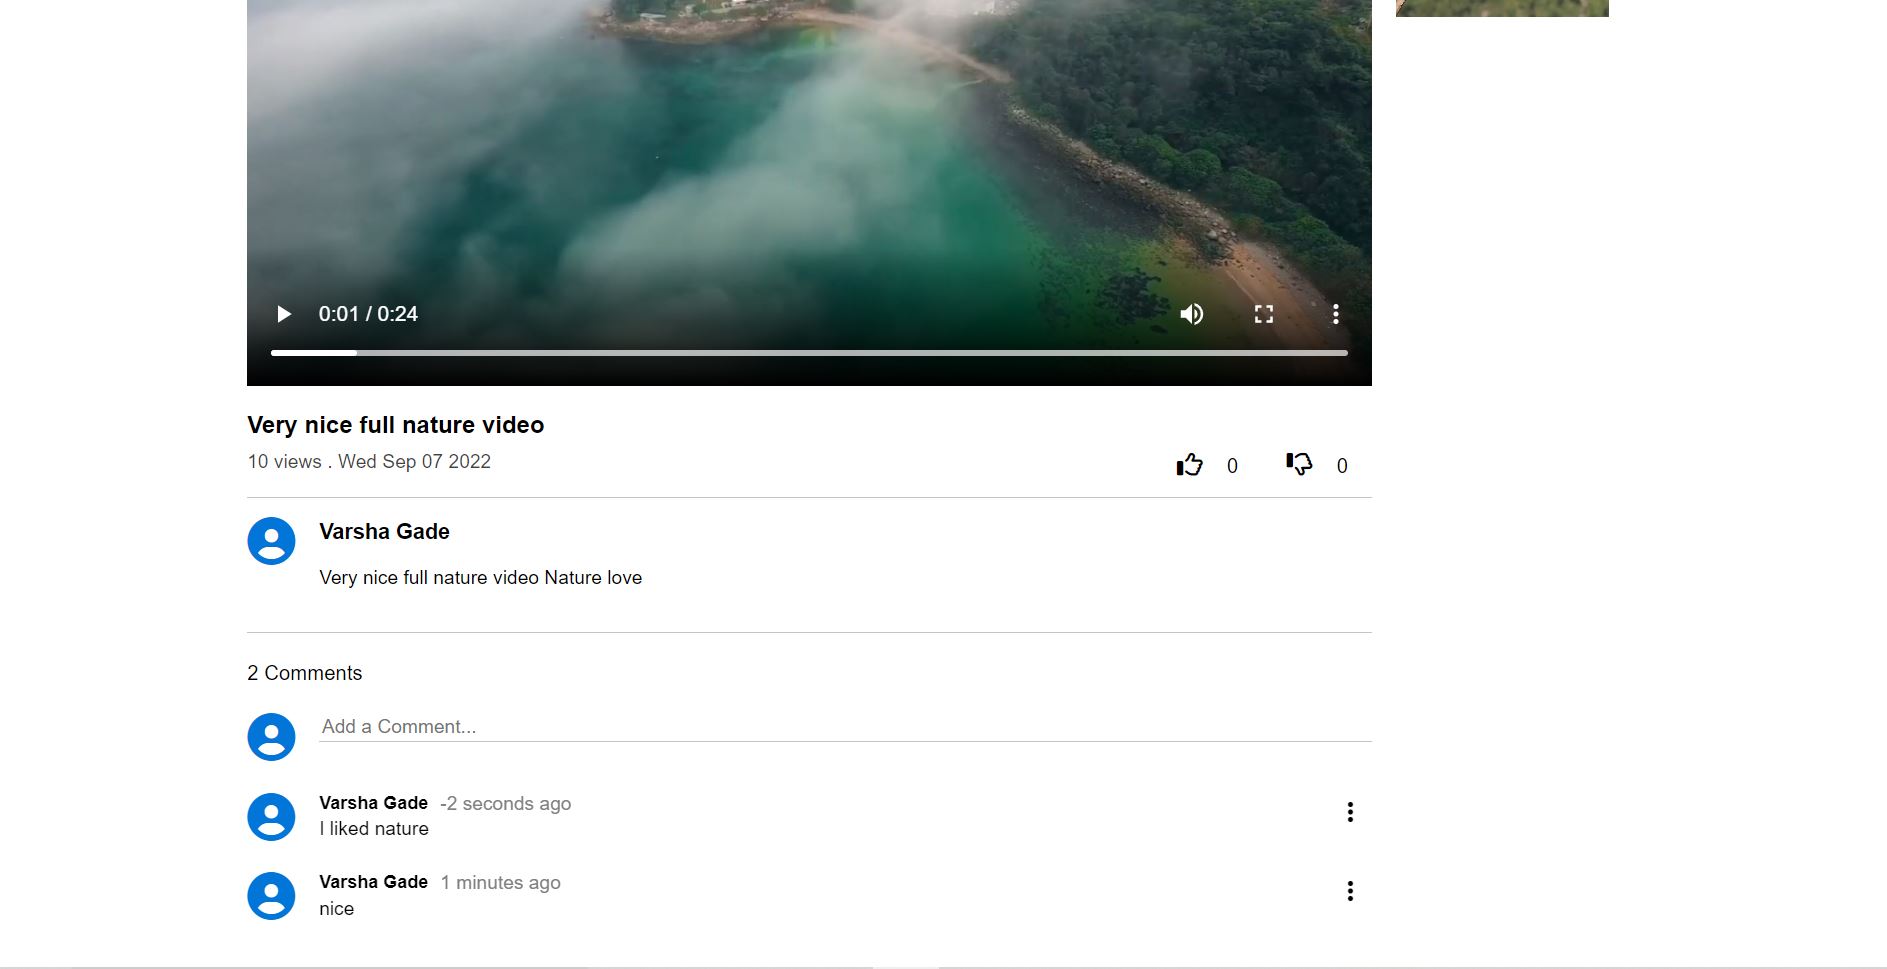 0:01 / 0:24
Very nice full nature video
10 views . Wed Sep 07 2022
0
0
Varsha Gade
Very nice full nature video Nature love
2 Comments
Add a Comment...
Varsha Gade -2 seconds ago
I liked nature
Varsha Gade 1 minutes ago
nice